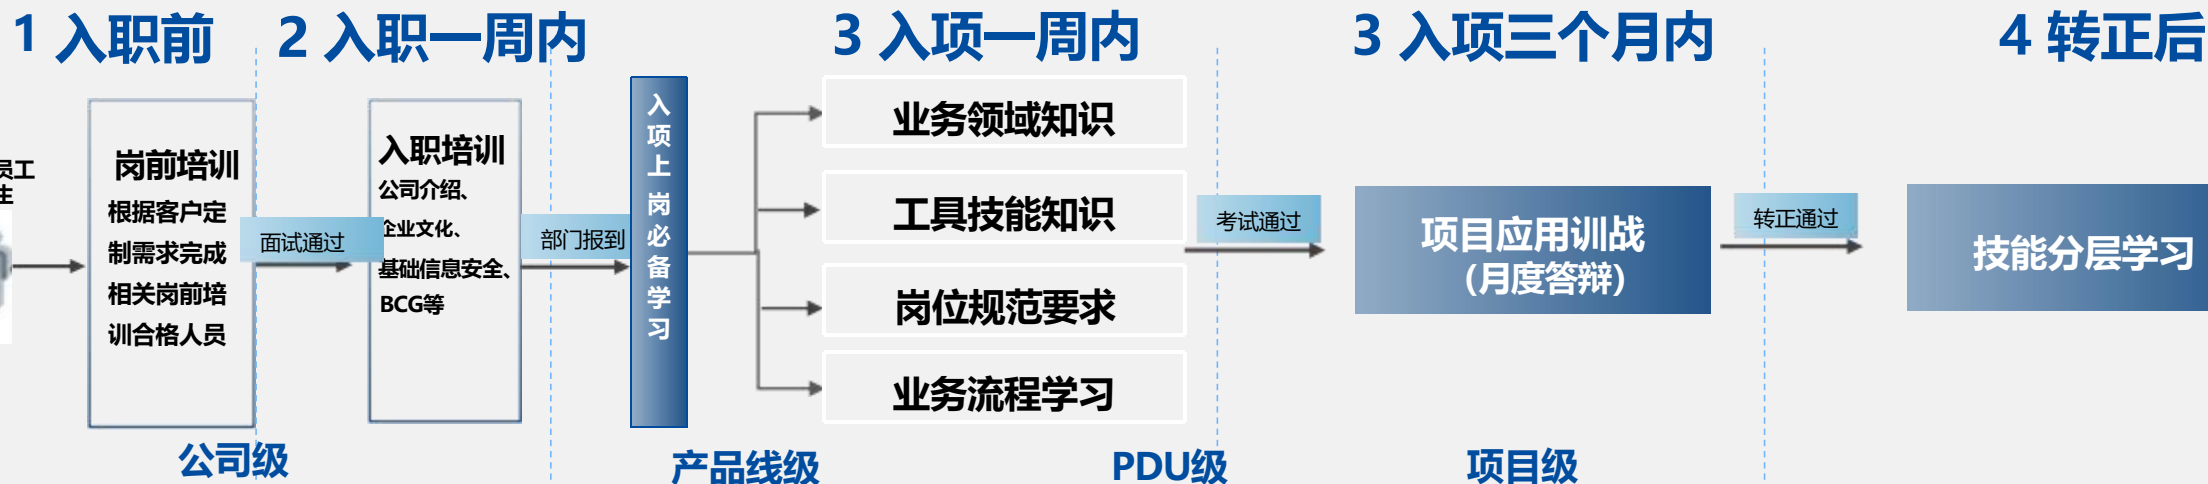 1 入职前
2 入职一周内
3 入项一周内
3 入项三个月内
4 转正后
员工
生
岗前培训
根据客户定
制需求完成
相关岗前培
训合格人员
面试通过
入职培训
公司介绍、
企业文化、
基础信息安全、
BCG等
部门报到
入项上岗必备学习
业务领域知识
工具技能知识
岗位规范要求
业务流程学习
考试通过
项目应用训战
(月度答辩)
转正通过
技能分层学习
公司级
产品线级
PDU级
项目级